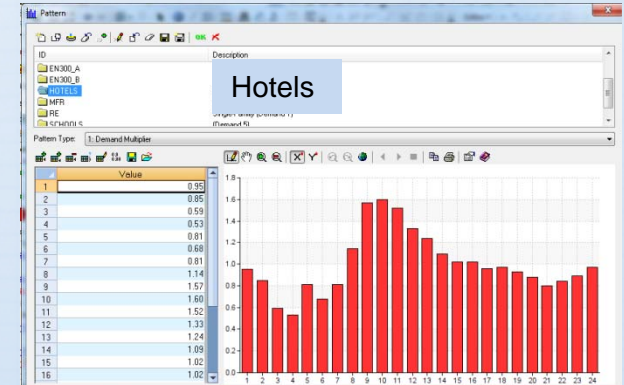 Pattern
OK
ID Description
EN300_A
EN300_B
HOTELS
Hotels
MFR
RE Single Family (Demand 1)
SCHOOLS (Demand 5)
Pattern Type: 1: Demand Multiplier
Value
1 0.95
2 0.85
3 0.59
4 0.53
5 0.81
6 0.68
7 0.81
8 1.14
9 1.57
10 1.60
11 1.52
12 1.33
13 1.24
14 1.09
15 1.02
16 1.02
1.8
1.6
1.4
1.2
1.0
0.8
0.6
0.4
0.2
0.0
1 2 3 4 5 6 7 8 9 10 11 12 13 14 15 16 17 18 19 20 21 22 23 24